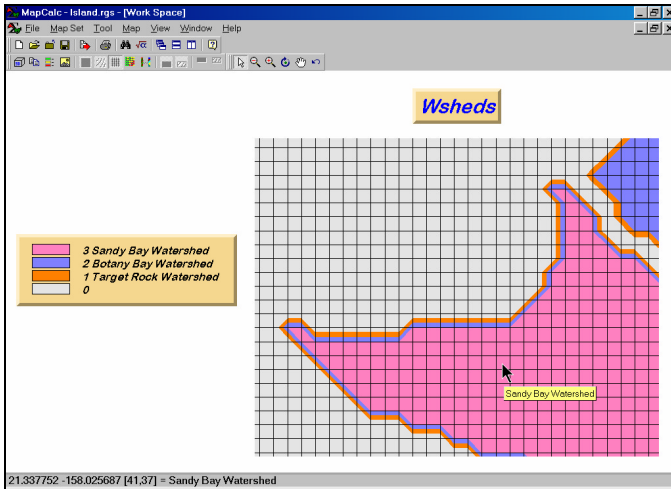 MapCalc - Island.rgs - [Work Space]
File Map Set Tool Map View Window Help
Wsheds
3 Sandy Bay Watershed
2 Botany Bay Watershed
1 Target Rock Watershed
0
Sandy Bay Watershed
21.337752 -158.025687 [41,37] = Sandy Bay Watershed